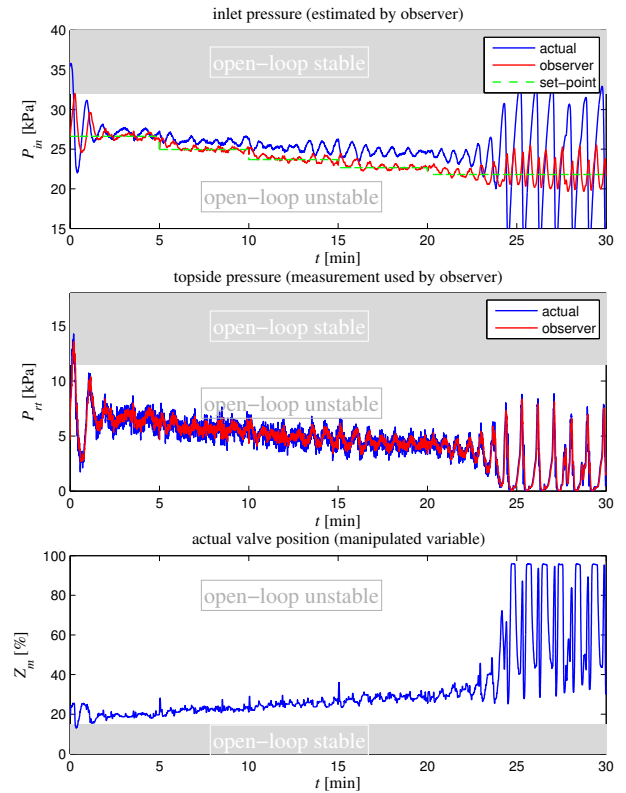 inlet pressure (estimated by observer)
40
35
30
25
20
15
P_in [kPa]
open−loop stable
open−loop unstable
actual
observer
set−point
0 5 10 15 20 25 30
t [min]
topside pressure (measurement used by observer)
15
10
5
0
P_rt [kPa]
open−loop stable
open−loop unstable
actual
observer
0 5 10 15 20 25 30
t [min]
actual valve position (manipulated variable)
100
80
60
40
20
0
Z_m [%]
open−loop unstable
open−loop stable
0 5 10 15 20 25 30
t [min]